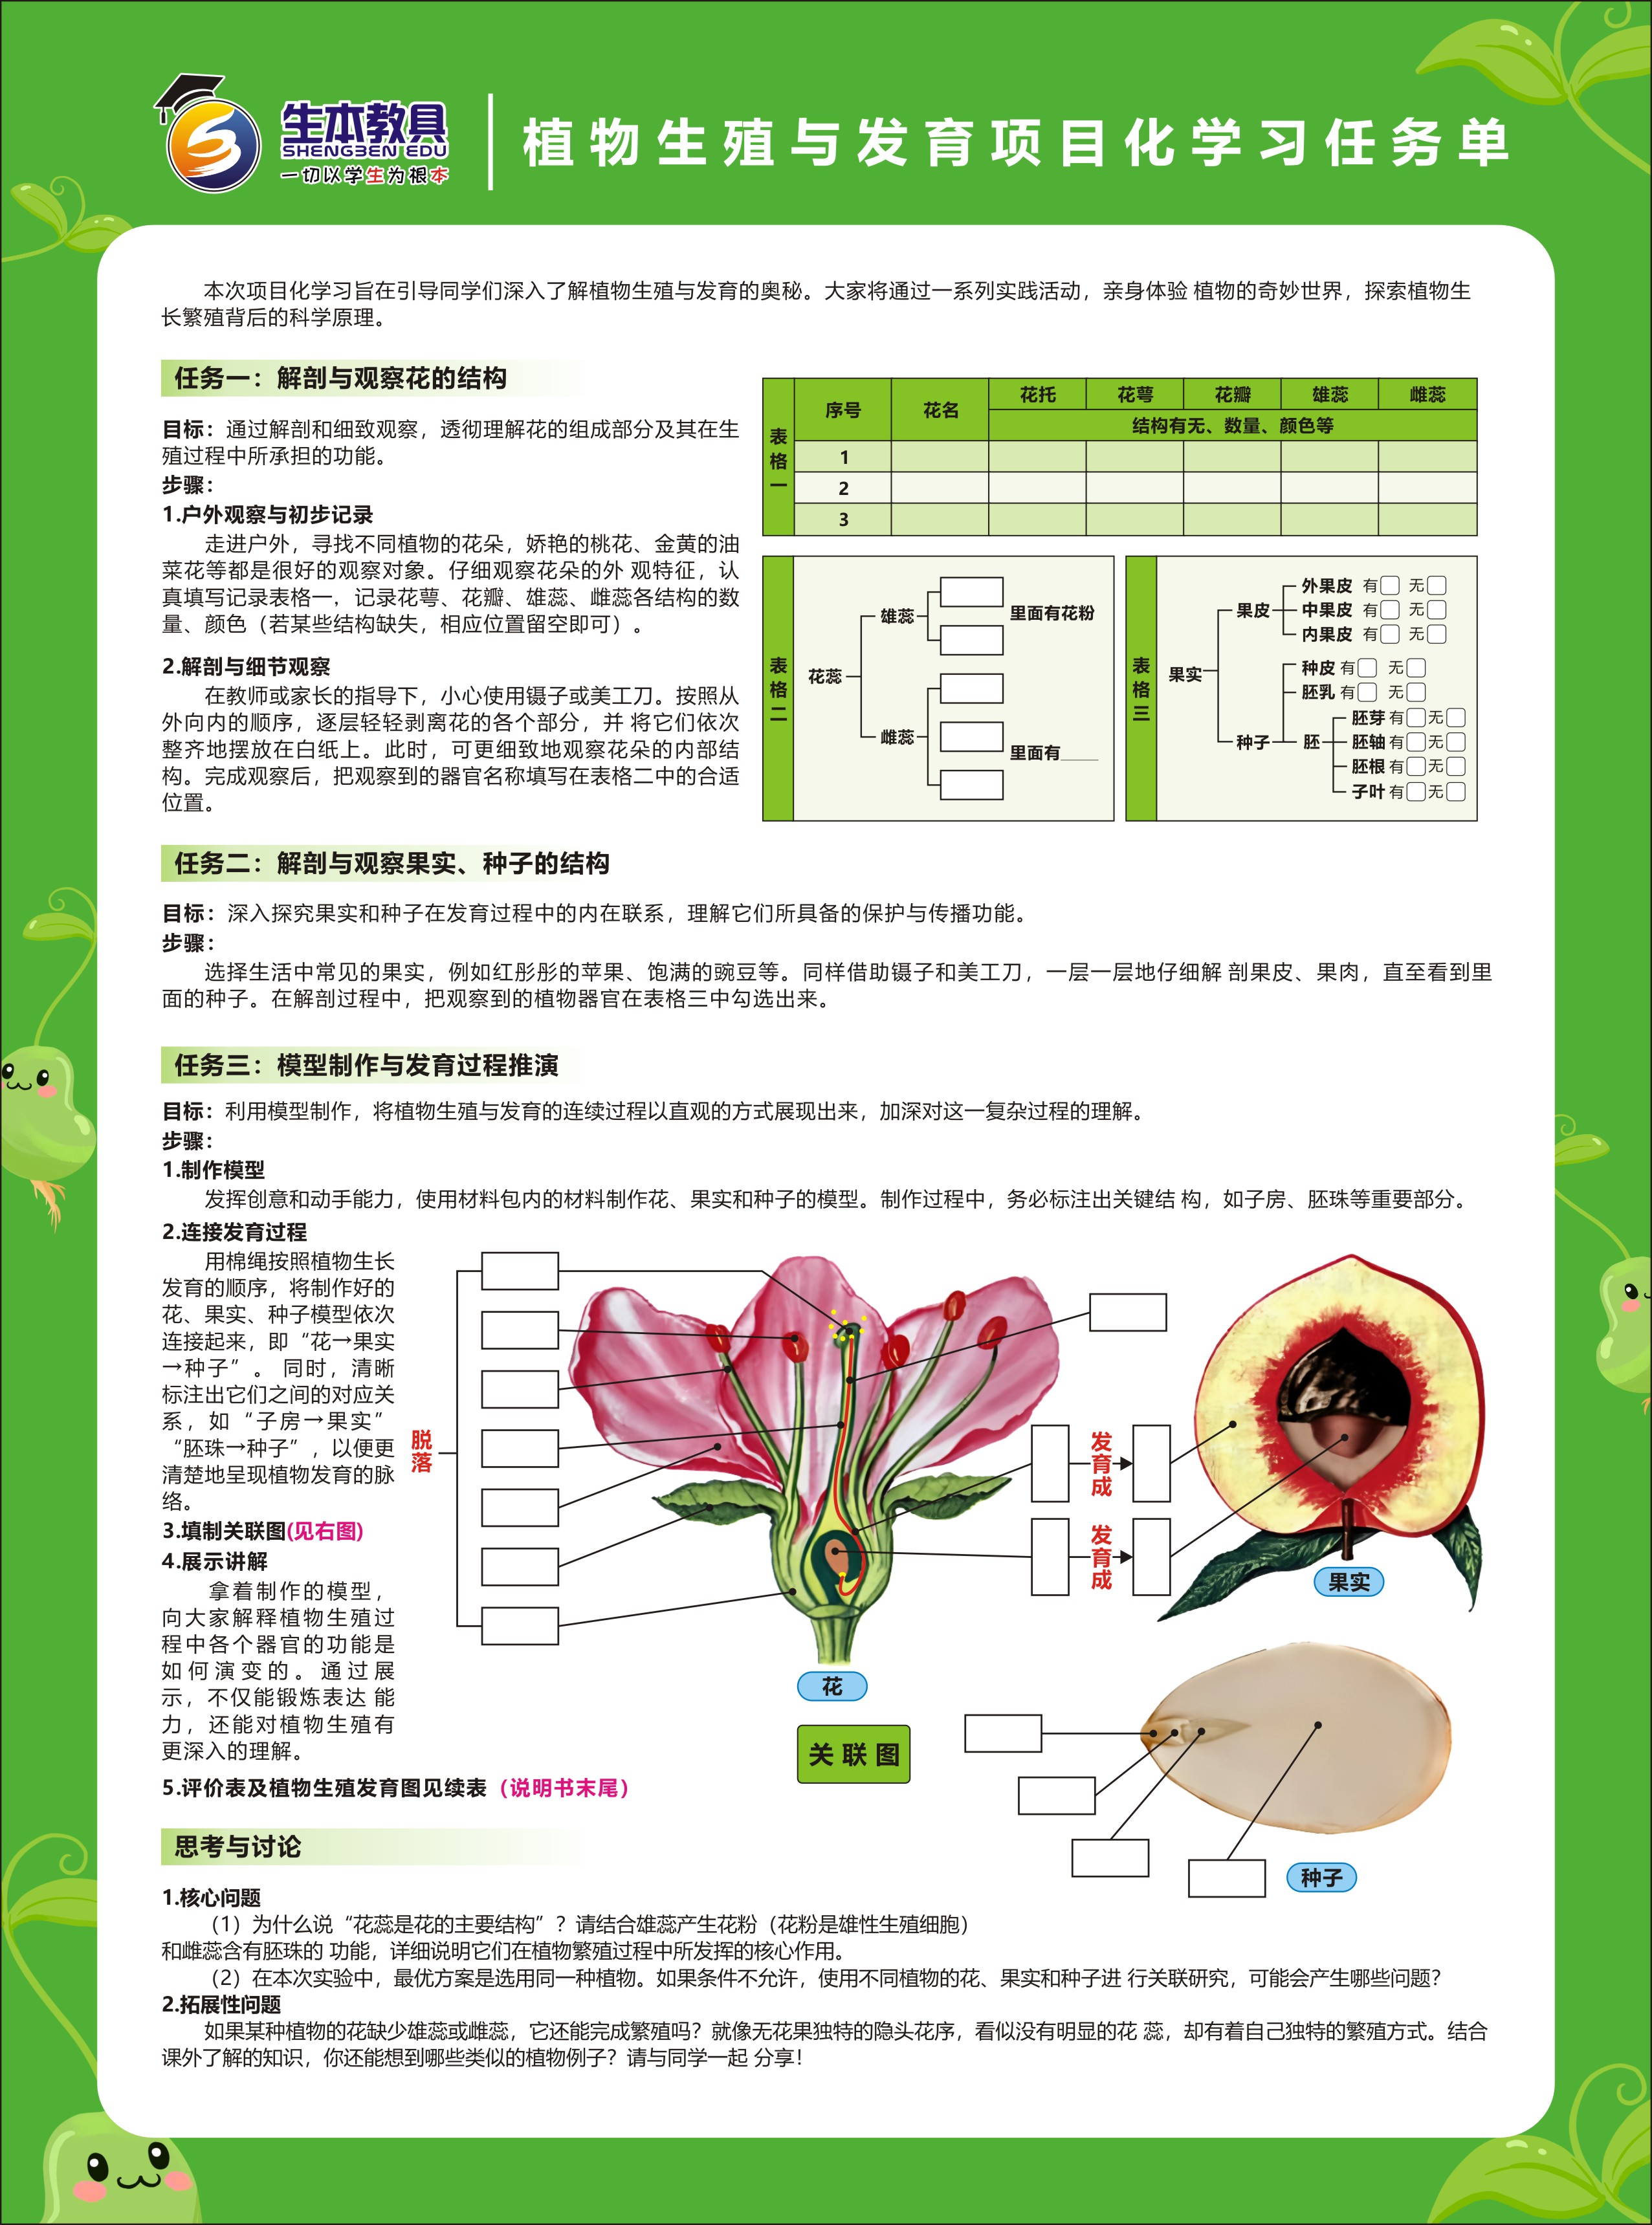 生本教具
SHENGBEN EDU
一切以学生为根本
植物生殖与发育项目化学习任务单
本次项目化学习旨在引导同学们深入了解植物生殖与发育的奥秘。大家将通过一系列实践活动，亲身体验 植物的奇妙世界，探索植物生
长繁殖背后的科学原理。
任务一：解剖与观察花的结构
目标：通过解剖和细致观察，透彻理解花的组成部分及其在生
殖过程中所承担的功能。
步骤：
1.户外观察与初步记录
走进户外，寻找不同植物的花朵，娇艳的桃花、金黄的油
菜花等都是很好的观察对象。仔细观察花朵的外 观特征，认
真填写记录表格一，记录花萼、花瓣、雄蕊、雌蕊各结构的数
量、颜色（若某些结构缺失，相应位置留空即可）。
2.解剖与细节观察
在教师或家长的指导下，小心使用镊子或美工刀。按照从
外向内的顺序，逐层轻轻剥离花的各个部分，并 将它们依次
整齐地摆放在白纸上。此时，可更细致地观察花朵的内部结
构。完成观察后，把观察到的器官名称填写在表格二中的合适
位置。
表格一
序号 花名 花托 花萼 花瓣 雄蕊 雌蕊
结构有无、数量、颜色等
1
2
3
表格二
花蕊
雄蕊
里面有花粉
雌蕊
里面有____
表格三
果实
果皮
外果皮 有 无
中果皮 有 无
内果皮 有 无
种子
种皮 有 无
胚乳 有 无
胚
胚芽 有 无
胚轴 有 无
胚根 有 无
子叶 有 无
任务二：解剖与观察果实、种子的结构
目标：深入探究果实和种子在发育过程中的内在联系，理解它们所具备的保护与传播功能。
步骤：
选择生活中常见的果实，例如红彤彤的苹果、饱满的豌豆等。同样借助镊子和美工刀，一层一层地仔细解 剖果皮、果肉，直至看到里
面的种子。在解剖过程中，把观察到的植物器官在表格三中勾选出来。
任务三：模型制作与发育过程推演
目标：利用模型制作，将植物生殖与发育的连续过程以直观的方式展现出来，加深对这一复杂过程的理解。
步骤：
1.制作模型
发挥创意和动手能力，使用材料包内的材料制作花、果实和种子的模型。制作过程中，务必标注出关键结 构，如子房、胚珠等重要部分。
2.连接发育过程
用棉绳按照植物生长
发育的顺序，将制作好的
花、果实、种子模型依次
连接起来，即“花→果实
→种子”。 同时，清晰
标注出它们之间的对应关
系，如“子房→果实”
“胚珠→种子”，以便更
清楚地呈现植物发育的脉
络。
3.填制关联图(见右图)
4.展示讲解
拿着制作的模型，
向大家解释植物生殖过
程中各个器官的功能是
如何演变的。通过展
示，不仅能锻炼表达 能
力，还能对植物生殖有
更深入的理解。
5.评价表及植物生殖发育图见续表（说明书末尾）
脱落
发育成
发育成
花
果实
关联图
种子
思考与讨论
1.核心问题
（1）为什么说“花蕊是花的主要结构”？请结合雄蕊产生花粉（花粉是雄性生殖细胞）
和雌蕊含有胚珠的 功能，详细说明它们在植物繁殖过程中所发挥的核心作用。
（2）在本次实验中，最优方案是选用同一种植物。如果条件不允许，使用不同植物的花、果实和种子进 行关联研究，可能会产生哪些问题？
2.拓展性问题
如果某种植物的花缺少雄蕊或雌蕊，它还能完成繁殖吗？就像无花果独特的隐头花序，看似没有明显的花 蕊，却有着自己独特的繁殖方式。结合
课外了解的知识，你还能想到哪些类似的植物例子？请与同学一起 分享！